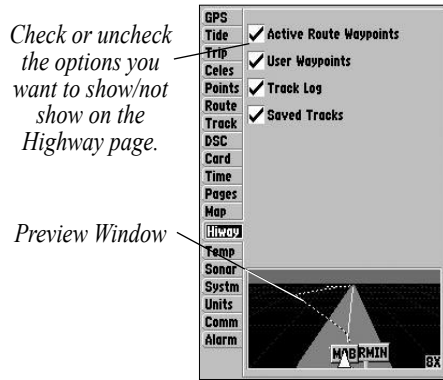 Check or uncheck
the options you
want to show/not
show on the
Highway page.
Preview Window
GPS
Tide
Trip
Celes
Points
Route
Track
DSC
Card
Time
Pages
Map
Hiway
Temp
Sonar
Systm
Units
Comm
Alarm
Active Route Waypoints
User Waypoints
Track Log
Saved Tracks
MOB RMIN
8X